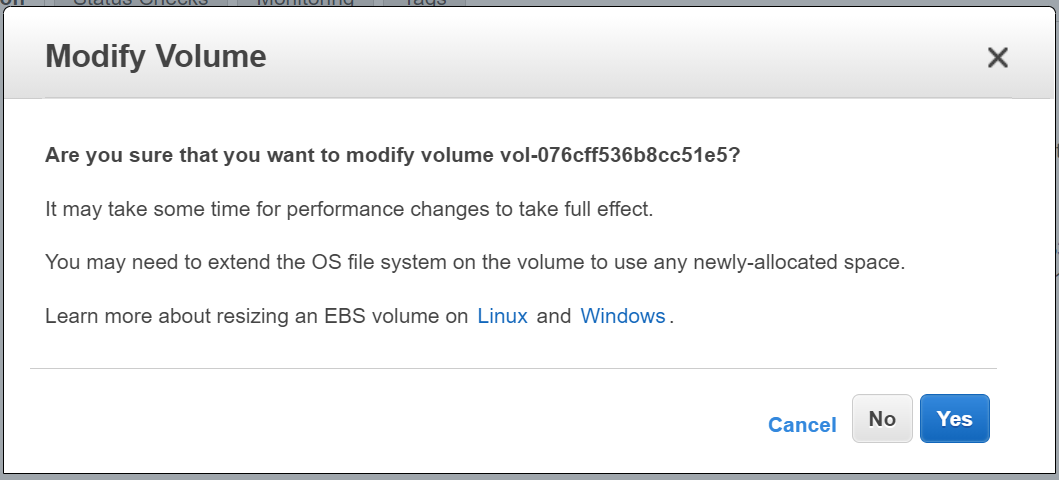 on Status Checks Monitoring Tags
Modify Volume
Are you sure that you want to modify volume vol-076cff536b8cc51e5?
It may take some time for performance changes to take full effect.
You may need to extend the OS file system on the volume to use any newly-allocated space.
Learn more about resizing an EBS volume on Linux and Windows.
Cancel No Yes